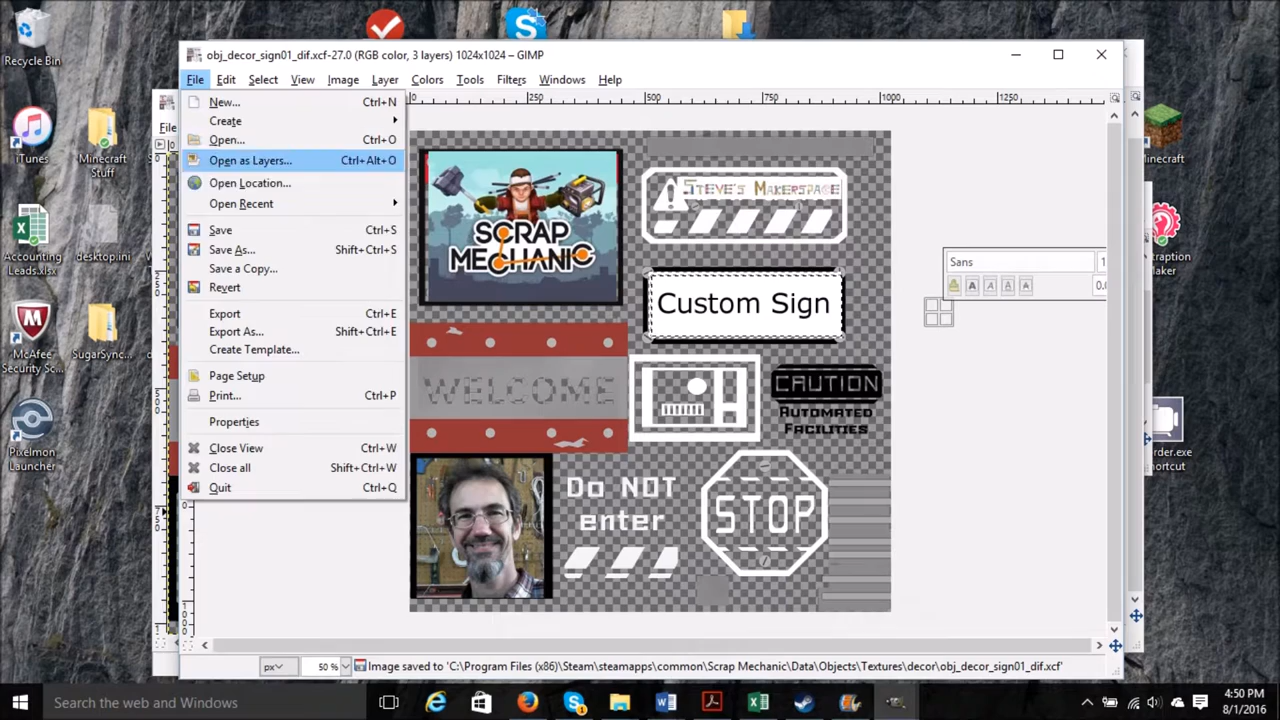 obj_decor_sign01_dif.xcf-27.0 (RGB color, 3 layers) 1024x1024 – GIMP
File Edit Select View Image Layer Colors Tools Filters Windows Help
New... Ctrl+N
Create
Open... Ctrl+O
Open as Layers... Ctrl+Alt+O
Open Location...
Open Recent
Save Ctrl+S
Save As... Shift+Ctrl+S
Save a Copy...
Revert
Export Ctrl+E
Export As... Shift+Ctrl+E
Create Template...
Page Setup
Print... Ctrl+P
Properties
Close View Ctrl+W
Close all Shift+Ctrl+W
Quit Ctrl+Q
0 250 500 750 1000 1250
SCRAP
MECHANIC
Steve's Makerspace
Custom Sign
WELCOME
CAUTION
Automated
Facilities
Do NOT
enter
STOP
Sans
px 50 % Image saved to 'C:\Program Files (x86)\Steam\steamapps\common\Scrap Mechanic\Data\Objects\Textures\decor\obj_decor_sign01_dif.xcf'
File
Recycle Bin
iTunes
Minecraft
Stuff
Accounting
Leads.xlsx
desktop.ini
McAfee
Security Sc...
SugarSync...
Pixelmon
Launcher
Search the web and Windows
4:50 PM
8/1/2016